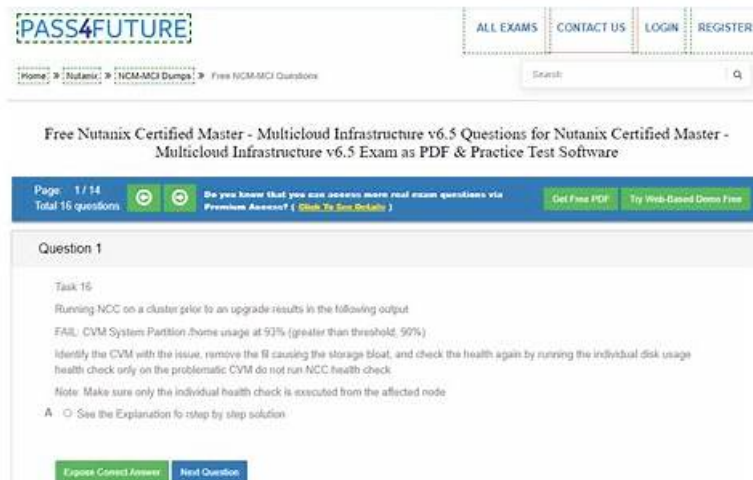 PASS4FUTURE
ALL EXAMS CONTACT US LOGIN REGISTER
Home » Nutanix » NCM-MCI Dumps » Free NCM-MCI Questions
Search
Free Nutanix Certified Master - Multicloud Infrastructure v6.5 Questions for Nutanix Certified Master -
Multicloud Infrastructure v6.5 Exam as PDF & Practice Test Software
Page: 1 / 14
Total 16 questions
Do you know that you can access more real exam questions via
Premium Access? ( Click To See Details )
Get Free PDF Try Web-Based Demo Free
Question 1
Task 16
Running NCC on a cluster prior to an upgrade results in the following output
FAIL: CVM System Partition /home usage at 93% (greater than threshold, 90%)
Identify the CVM with the issue, remove the fil causing the storage bloat, and check the health again by running the individual disk usage
health check only on the problematic CVM do not run NCC health check
Note: Make sure only the individual health check is executed from the affected node
A See the Explanation fo rstep by step solution
Expose Correct Answer Next Question